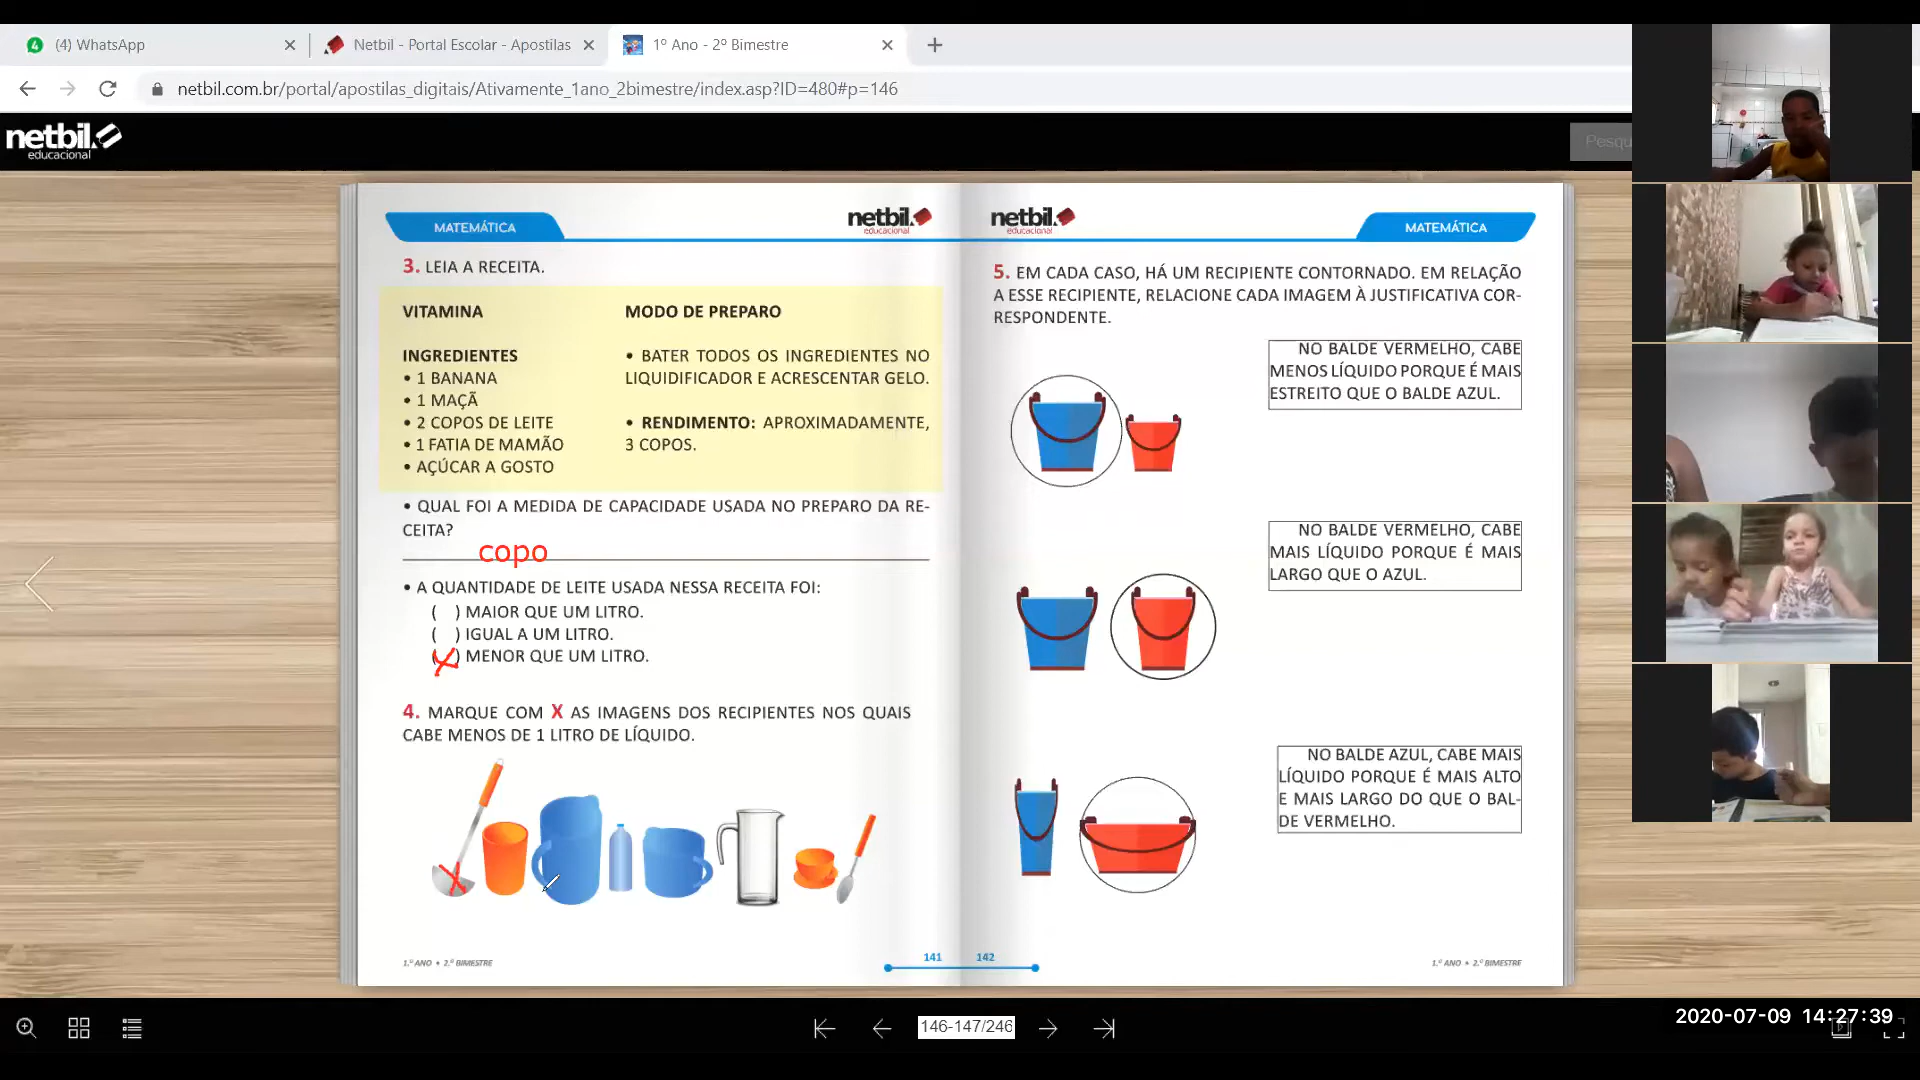 (4) WhatsApp
Netbil - Portal Escolar - Apostilas
1º Ano - 2º Bimestre
netbil.com.br/portal/apostilas_digitais/Ativamente_1ano_2bimestre/index.asp?ID=480#p=146
netbil
educacional
Pesqu
MATEMÁTICA
netbil
educacional
3. LEIA A RECEITA.
VITAMINA
INGREDIENTES
• 1 BANANA
• 1 MAÇÃ
• 2 COPOS DE LEITE
• 1 FATIA DE MAMÃO
• AÇÚCAR A GOSTO
MODO DE PREPARO
• BATER TODOS OS INGREDIENTES NO
LIQUIDIFICADOR E ACRESCENTAR GELO.
• RENDIMENTO: APROXIMADAMENTE,
3 COPOS.
• QUAL FOI A MEDIDA DE CAPACIDADE USADA NO PREPARO DA RE-
CEITA?
copo
• A QUANTIDADE DE LEITE USADA NESSA RECEITA FOI:
( ) MAIOR QUE UM LITRO.
( ) IGUAL A UM LITRO.
(X) MENOR QUE UM LITRO.
4. MARQUE COM X AS IMAGENS DOS RECIPIENTES NOS QUAIS
CABE MENOS DE 1 LITRO DE LÍQUIDO.
X
1.º ANO • 2.º BIMESTRE
141
netbil
educacional
MATEMÁTICA
5. EM CADA CASO, HÁ UM RECIPIENTE CONTORNADO. EM RELAÇÃO
A ESSE RECIPIENTE, RELACIONE CADA IMAGEM À JUSTIFICATIVA COR-
RESPONDENTE.
NO BALDE VERMELHO, CABE
MENOS LÍQUIDO PORQUE É MAIS
ESTREITO QUE O BALDE AZUL.
NO BALDE VERMELHO, CABE
MAIS LÍQUIDO PORQUE É MAIS
LARGO QUE O AZUL.
NO BALDE AZUL, CABE MAIS
LÍQUIDO PORQUE É MAIS ALTO
E MAIS LARGO DO QUE O BAL-
DE VERMELHO.
142
1.º ANO • 2.º BIMESTRE
146-147/246
2020-07-09 14:27:39